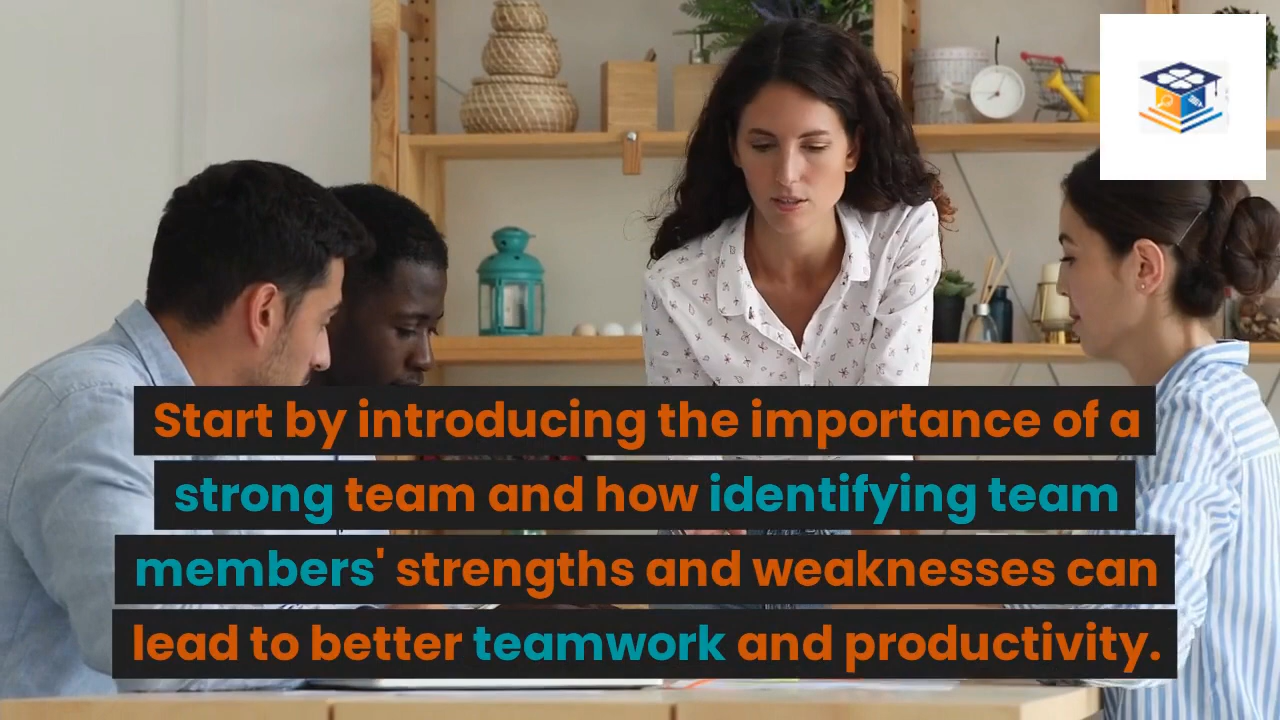 Start by introducing the importance of a
strong team and how identifying team
members' strengths and weaknesses can
lead to better teamwork and productivity.